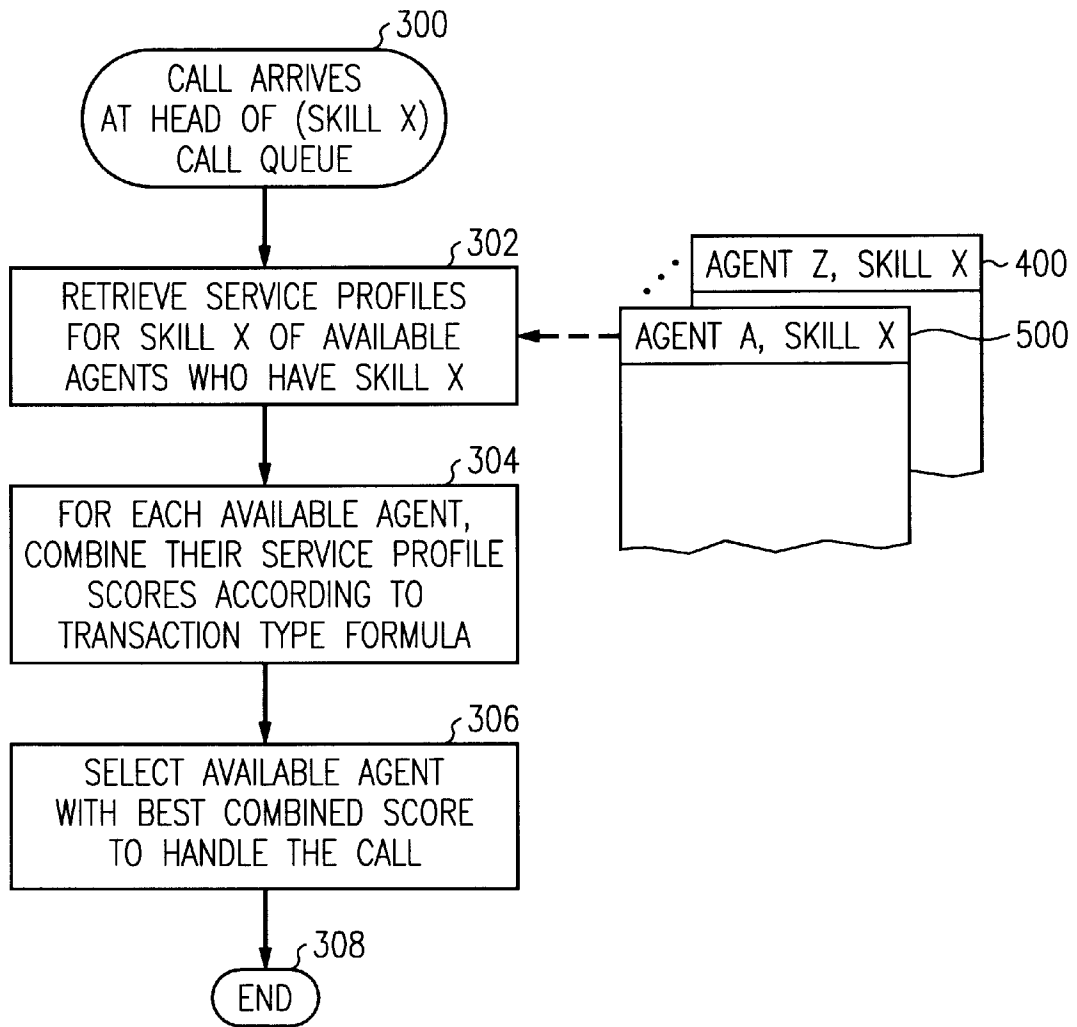 300
CALL ARRIVES
AT HEAD OF (SKILL X)
CALL QUEUE
302
RETRIEVE SERVICE PROFILES
FOR SKILL X OF AVAILABLE
AGENTS WHO HAVE SKILL X
AGENT Z, SKILL X
400
AGENT A, SKILL X
500
304
FOR EACH AVAILABLE AGENT,
COMBINE THEIR SERVICE PROFILE
SCORES ACCORDING TO
TRANSACTION TYPE FORMULA
306
SELECT AVAILABLE AGENT
WITH BEST COMBINED SCORE
TO HANDLE THE CALL
308
END